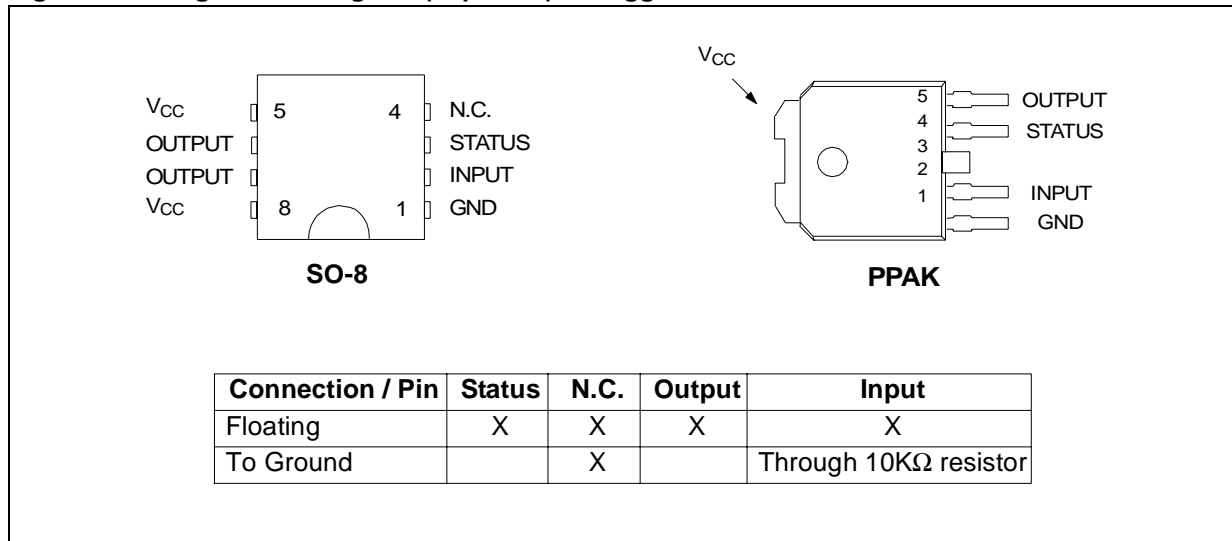 VCC
5
4
N.C.
OUTPUT
STATUS
OUTPUT
INPUT
VCC
8
1
GND
SO-8
VCC
5
OUTPUT
4
STATUS
3
2
1
INPUT
GND
PPAK
Connection / Pin Status N.C. Output Input
Floating X X X X
To Ground X Through 10KΩ resistor